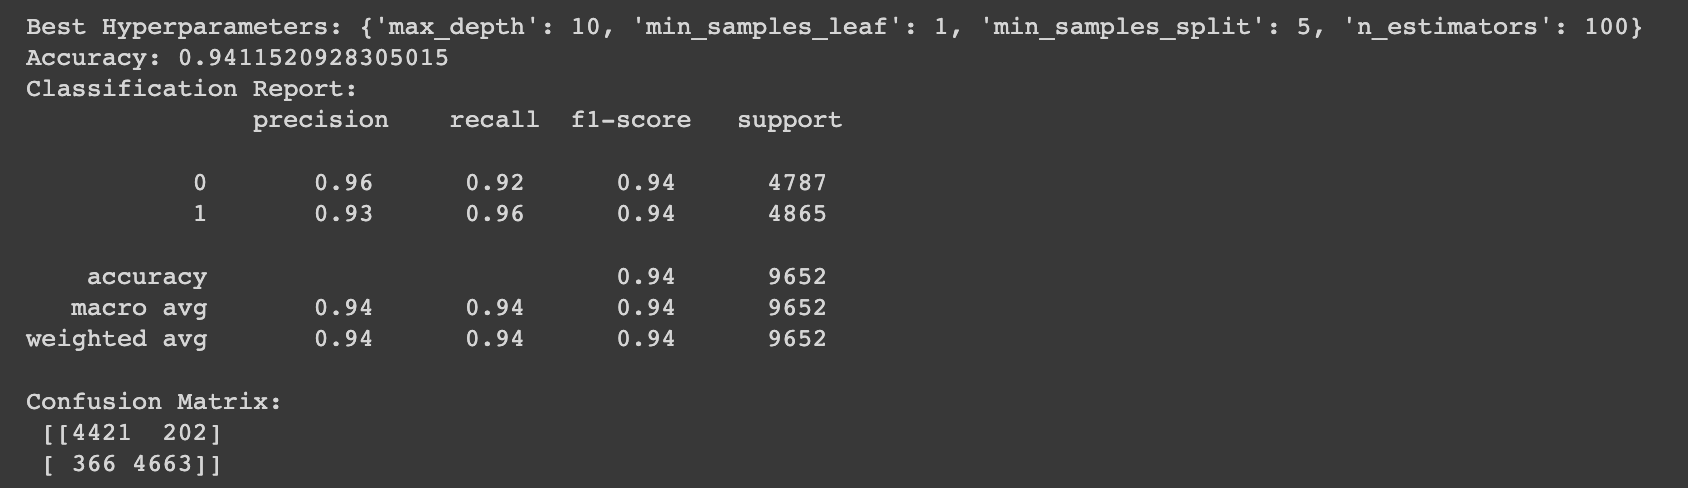 Best Hyperparameters: {'max_depth': 10, 'min_samples_leaf': 1, 'min_samples_split': 5, 'n_estimators': 100}
Accuracy: 0.9411520928305015
Classification Report:
               precision    recall  f1-score   support

           0       0.96      0.92      0.94      4787
           1       0.93      0.96      0.94      4865

    accuracy                           0.94      9652
   macro avg       0.94      0.94      0.94      9652
weighted avg       0.94      0.94      0.94      9652

Confusion Matrix:
 [[4421  202]
 [ 366 4663]]